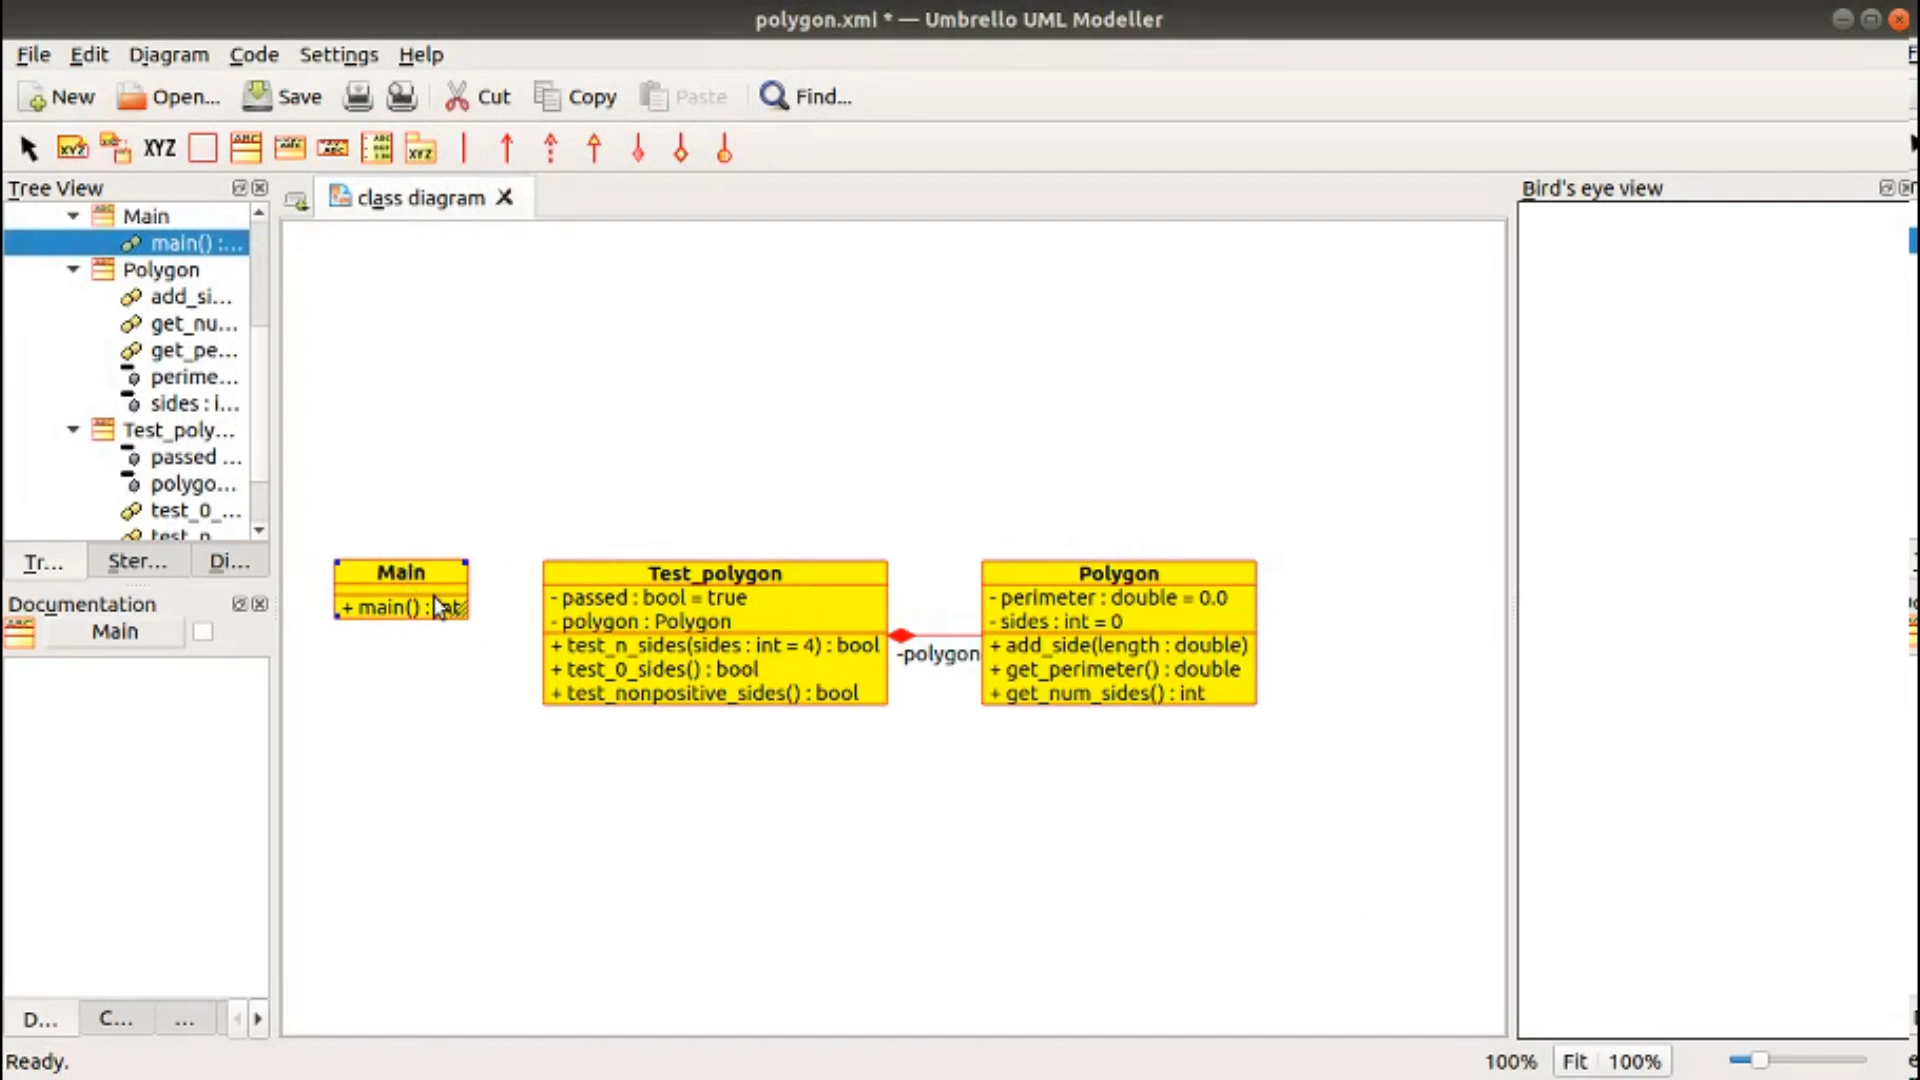 polygon.xml * — Umbrello UML Modeller
File Edit Diagram Code Settings Help
New Open... Save Cut Copy Paste Find...
XYZ
Tree View
class diagram
Bird's eye view
Main
main() :...
Polygon
add_si...
get_nu...
get_pe...
perime...
sides : i...
Test_poly...
passed ...
polygo...
test_0_...
test_n
Tr... Ster... Di...
Documentation
Main
Main
+ main() :
Test_polygon
- passed : bool = true
- polygon : Polygon
+ test_n_sides(sides : int = 4) : bool
+ test_0_sides() : bool
+ test_nonpositive_sides() : bool
-polygon
Polygon
- perimeter : double = 0.0
- sides : int = 0
+ add_side(length : double)
+ get_perimeter() : double
+ get_num_sides() : int
D... C... ...
Ready.
100% Fit 100%